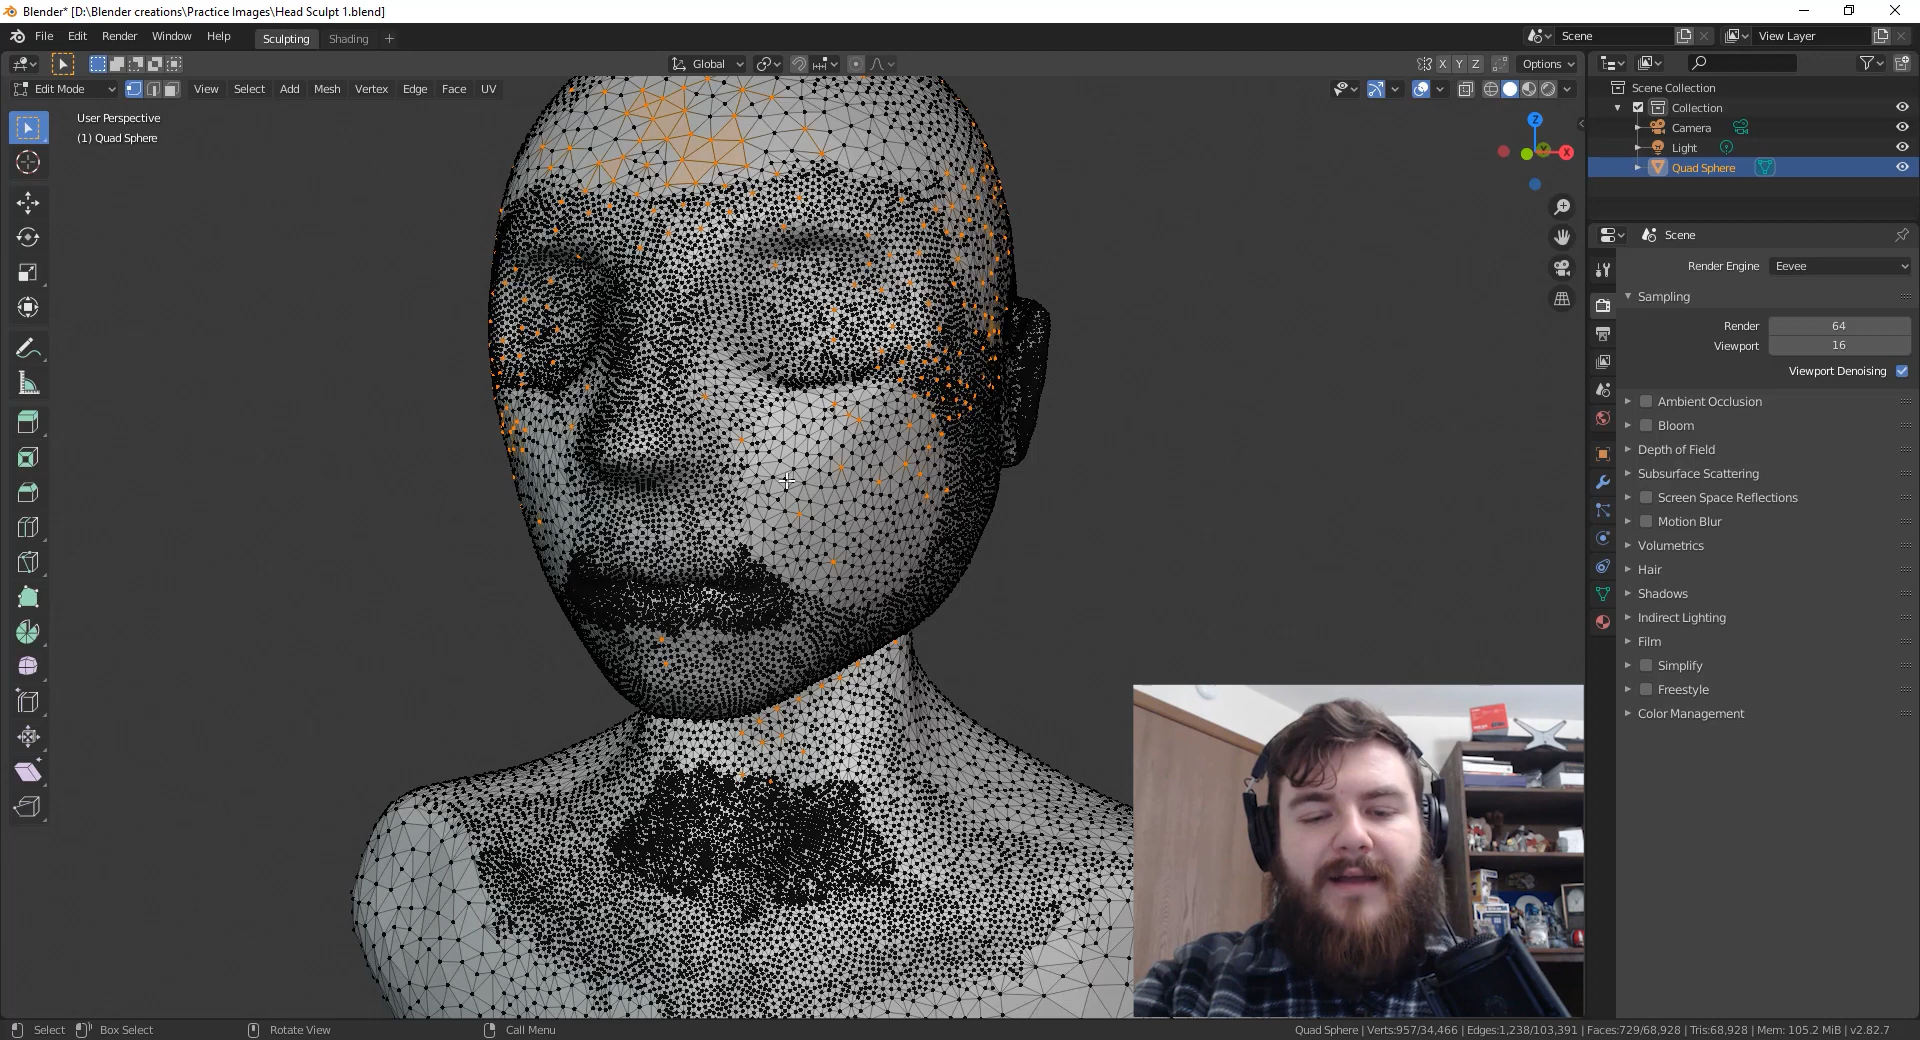 Blender* [D:\Blender creations\Practice Images\Head Sculpt 1.blend]
File Edit Render Window Help Sculpting Shading + Scene View Layer
Global X Y Z Options
Edit Mode View Select Add Mesh Vertex Edge Face UV
User Perspective
(1) Quad Sphere
Z
X
Y
Scene Collection
Collection
Camera
Light
Quad Sphere
Scene
Render Engine Eevee
Sampling
Render 64
Viewport 16
Viewport Denoising
Ambient Occlusion
Bloom
Depth of Field
Subsurface Scattering
Screen Space Reflections
Motion Blur
Volumetrics
Hair
Shadows
Indirect Lighting
Film
Simplify
Freestyle
Color Management
Select Box Select Rotate View Call Menu Quad Sphere | Verts:957/34,466 | Edges:1,238/103,391 | Faces:729/68,928 | Tris:68,928 | Mem: 105.2 MiB | v2.82.7